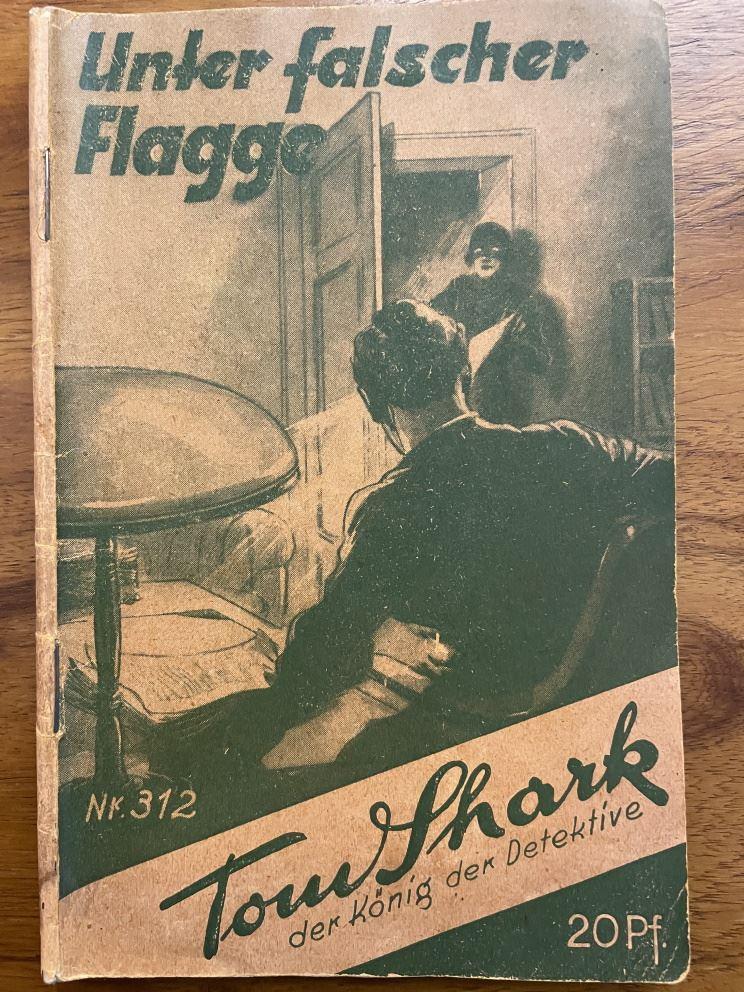 Unter falscher
Flagge
Nr. 312
Tom Shark
der König der Detektive
20 Pf.